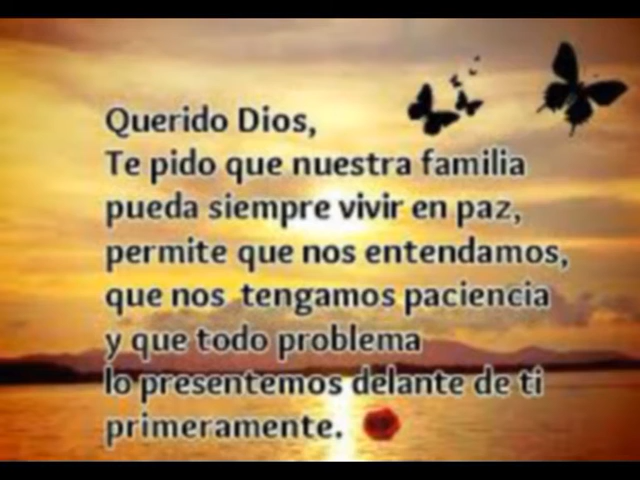 Querido Dios,
Te pido que nuestra familia
pueda siempre vivir en paz,
permite que nos entendamos,
que nos tengamos paciencia
y que todo problema
lo presentemos delante de ti
primeramente.